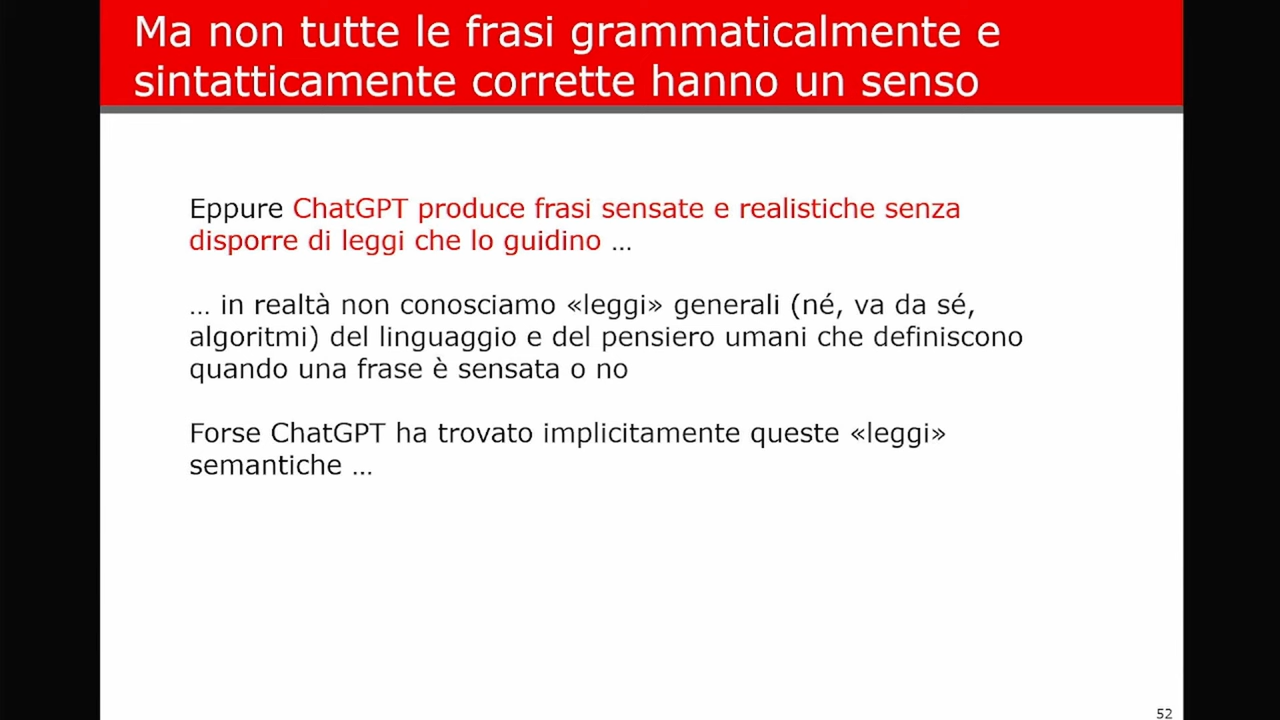 Ma non tutte le frasi grammaticalmente e
sintatticamente corrette hanno un senso
Eppure ChatGPT produce frasi sensate e realistiche senza
disporre di leggi che lo guidino …
… in realtà non conosciamo «leggi» generali (né, va da sé,
algoritmi) del linguaggio e del pensiero umani che definiscono
quando una frase è sensata o no
Forse ChatGPT ha trovato implicitamente queste «leggi»
semantiche …
52